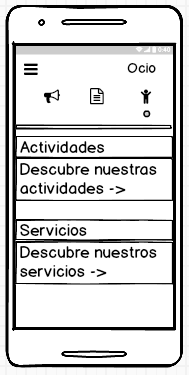 Ocio
Actividades
Descubre nuestras
actividades ->
Servicios
Descubre nuestros
servicios ->